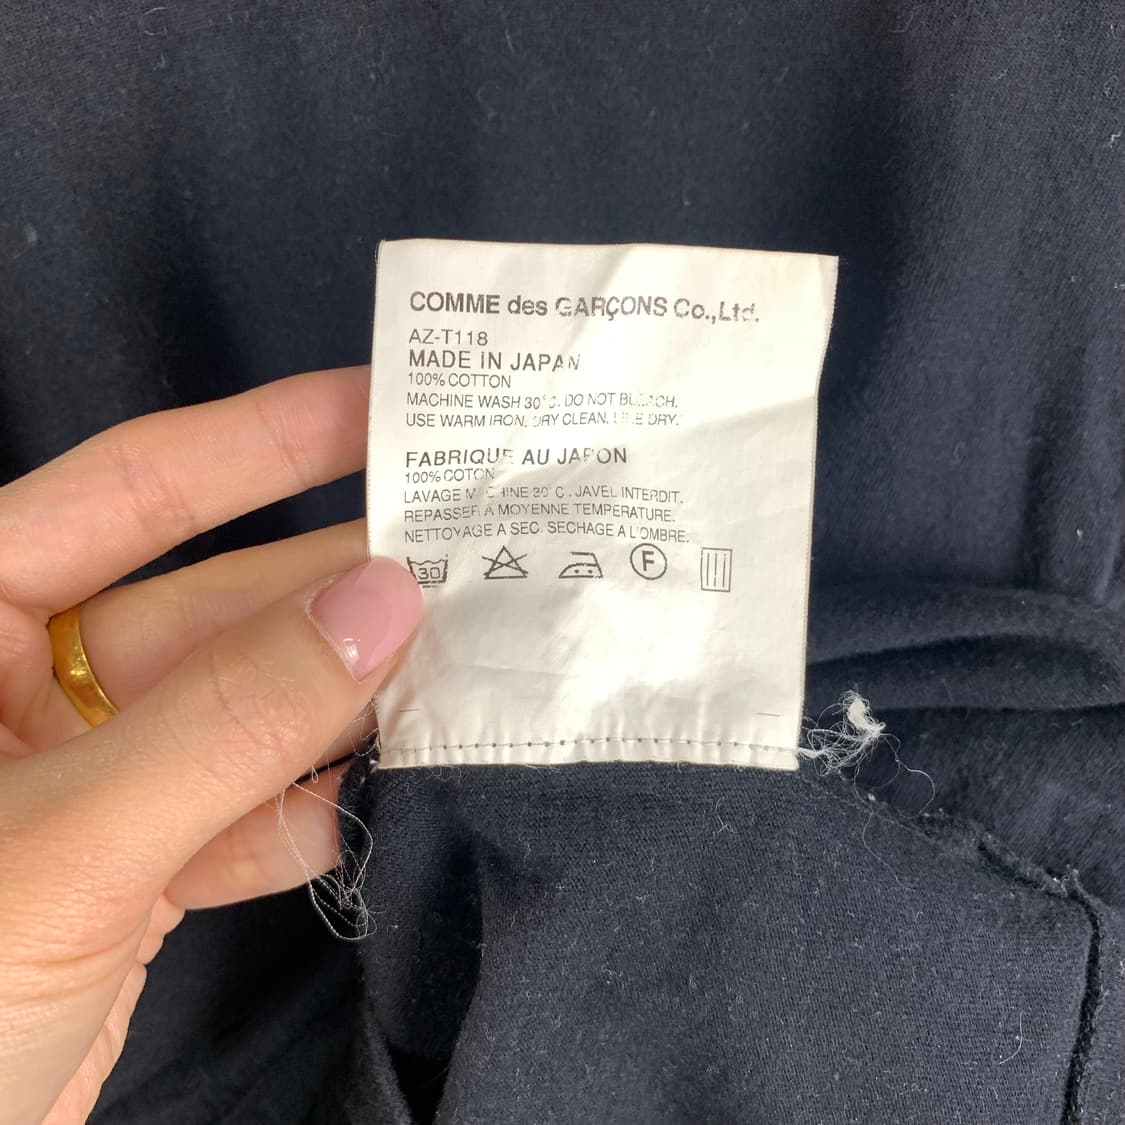 COMME des GARÇONS Co.,Ltd.
AZ-T118
MADE IN JAPAN
100% COTTON
MACHINE WASH 30°C. DO NOT BLEACH.
USE WARM IRON. DRY CLEAN. LINE DRY.
FABRIQUE AU JAPON
100% COTON
LAVAGE MACHINE 30°C. JAVEL INTERDIT.
REPASSER A MOYENNE TEMPERATURE.
NETTOYAGE A SEC. SECHAGE A L'OMBRE.
30 F